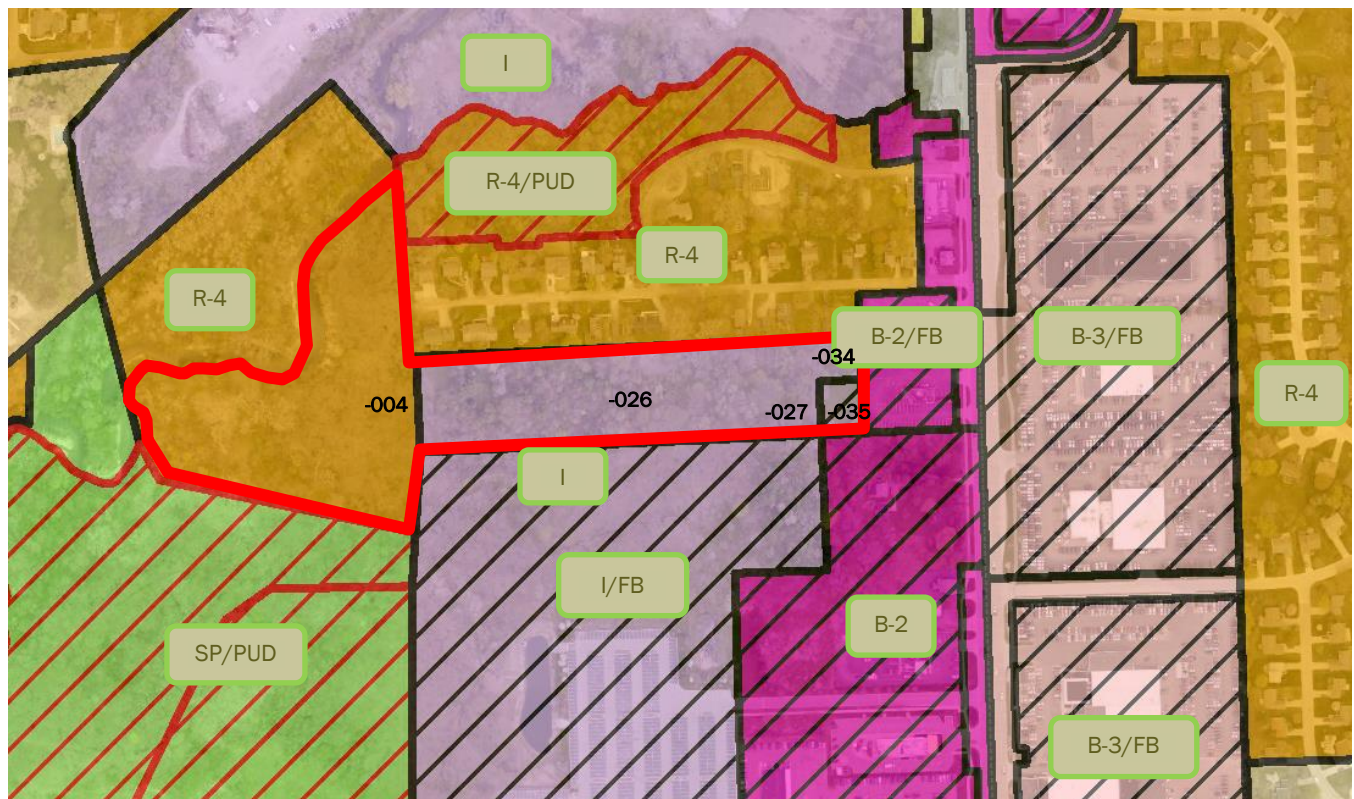 I
R-4/PUD
R-4
R-4
B-2/FB
B-3/FB
-034
R-4
-004
-026
-027
-035
I
I/FB
B-2
SP/PUD
B-3/FB